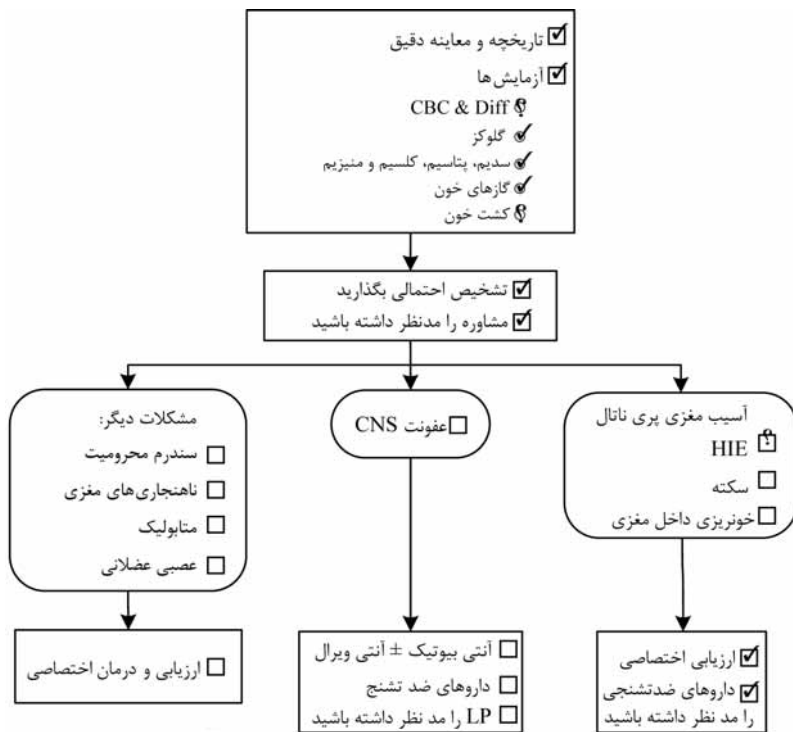 تاریخچه و معاینه دقیق
آزمایش‌ها
CBC & Diff
گلوکز
سدیم، پتاسیم، کلسیم و منیزیم
گازهای خون
کشت خون
تشخیص احتمالی بگذارید
مشاوره را مدنظر داشته باشید
آسیب مغزی پری ناتال
HIE
سکته
خونریزی داخل مغزی
عفونت CNS
مشکلات دیگر:
سندرم محرومیت
ناهنجاری‌های مغزی
متابولیک
عصبی عضلانی
ارزیابی اختصاصی
داروهای ضدتشنجی
را مد نظر داشته باشید
آنتی بیوتیک ± آنتی ویرال
داروهای ضد تشنج
LP را مد نظر داشته باشید
ارزیابی و درمان اختصاصی